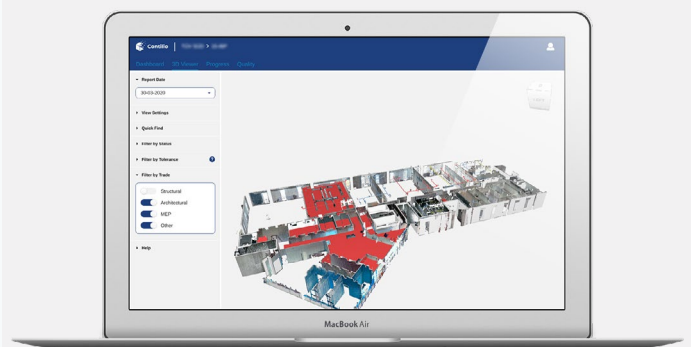 Contillo
Dashboard 3D Viewer Progress Quality
Report Date
30-03-2020
View Settings
Quick Find
Filter by Status
Filter by Tolerance
Filter by Trade
Structural
Architectural
MEP
Other
Help
MacBook Air